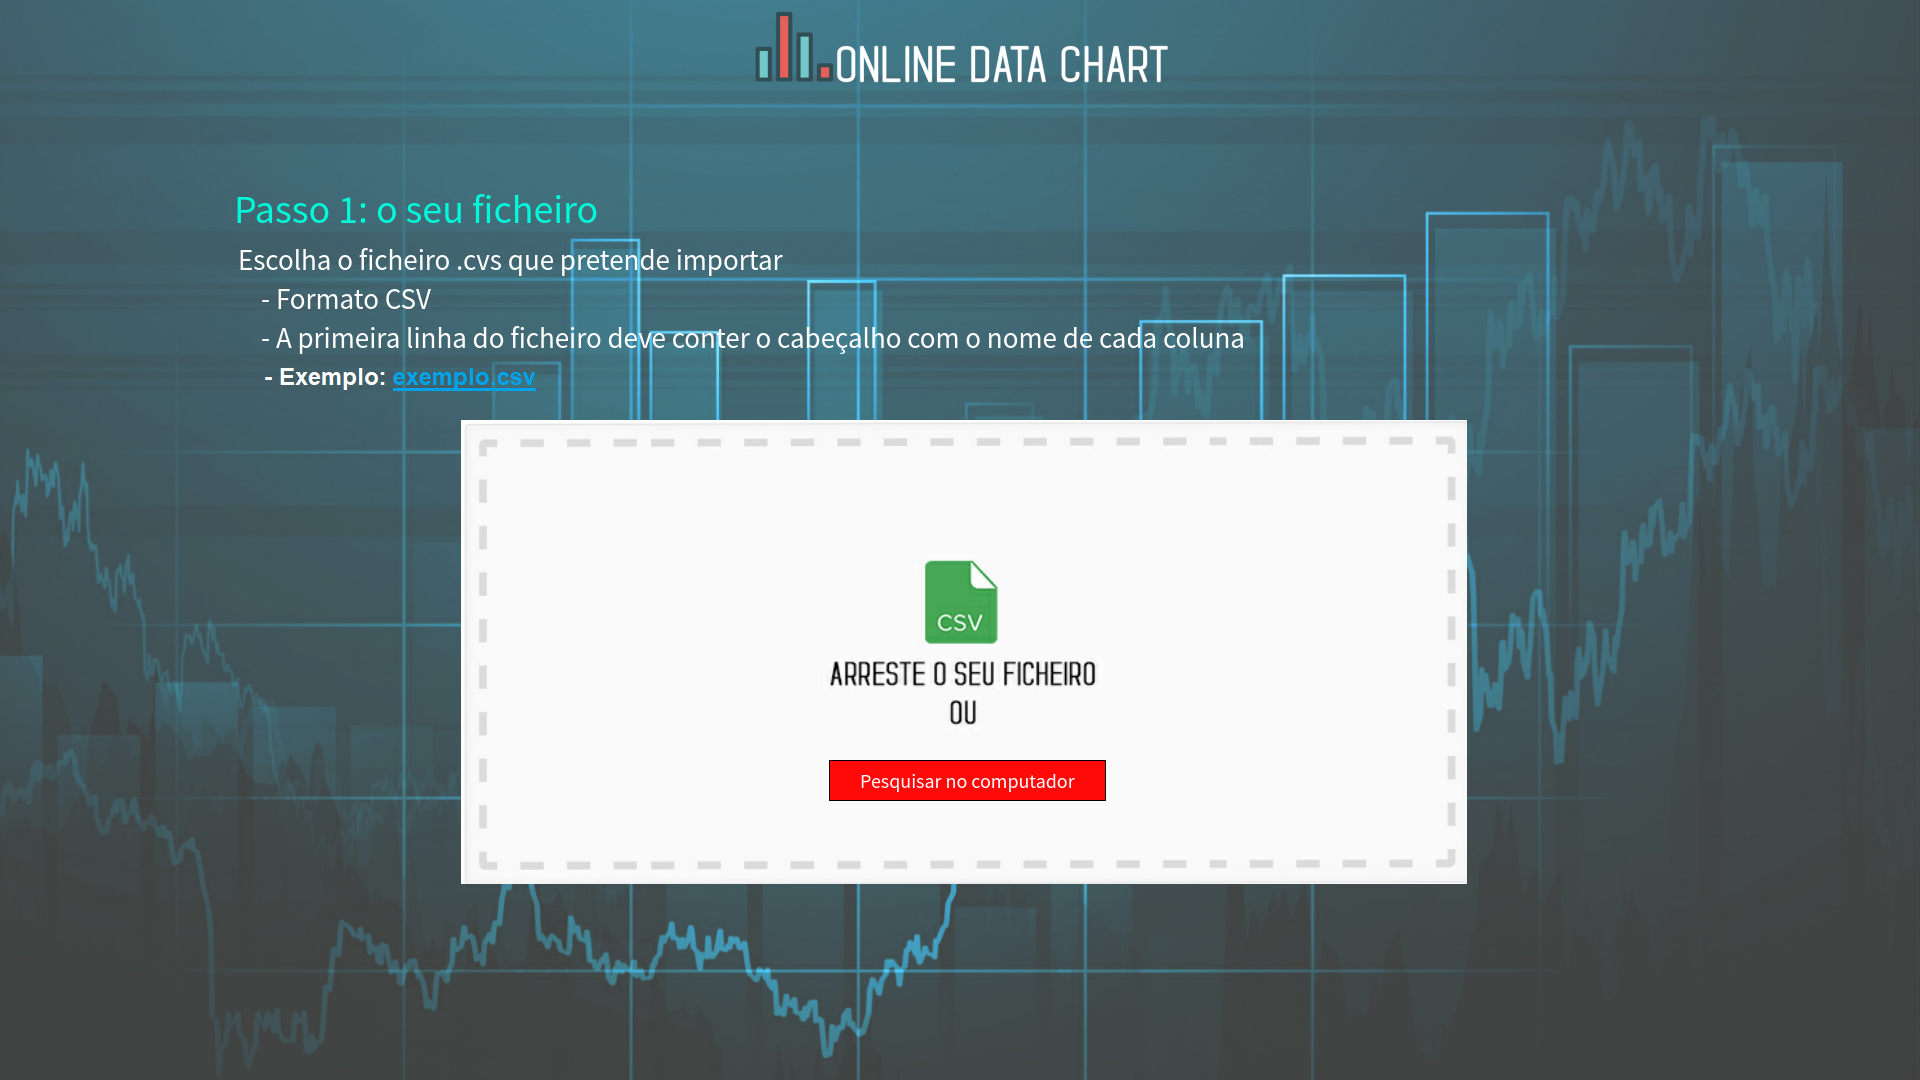 ONLINE DATA CHART
Passo 1: o seu ficheiro
Escolha o ficheiro .cvs que pretende importar
- Formato CSV
- A primeira linha do ficheiro deve conter o cabeçalho com o nome de cada coluna
- Exemplo: exemplo.csv
CSV
ARRESTE O SEU FICHEIRO
OU
Pesquisar no computador